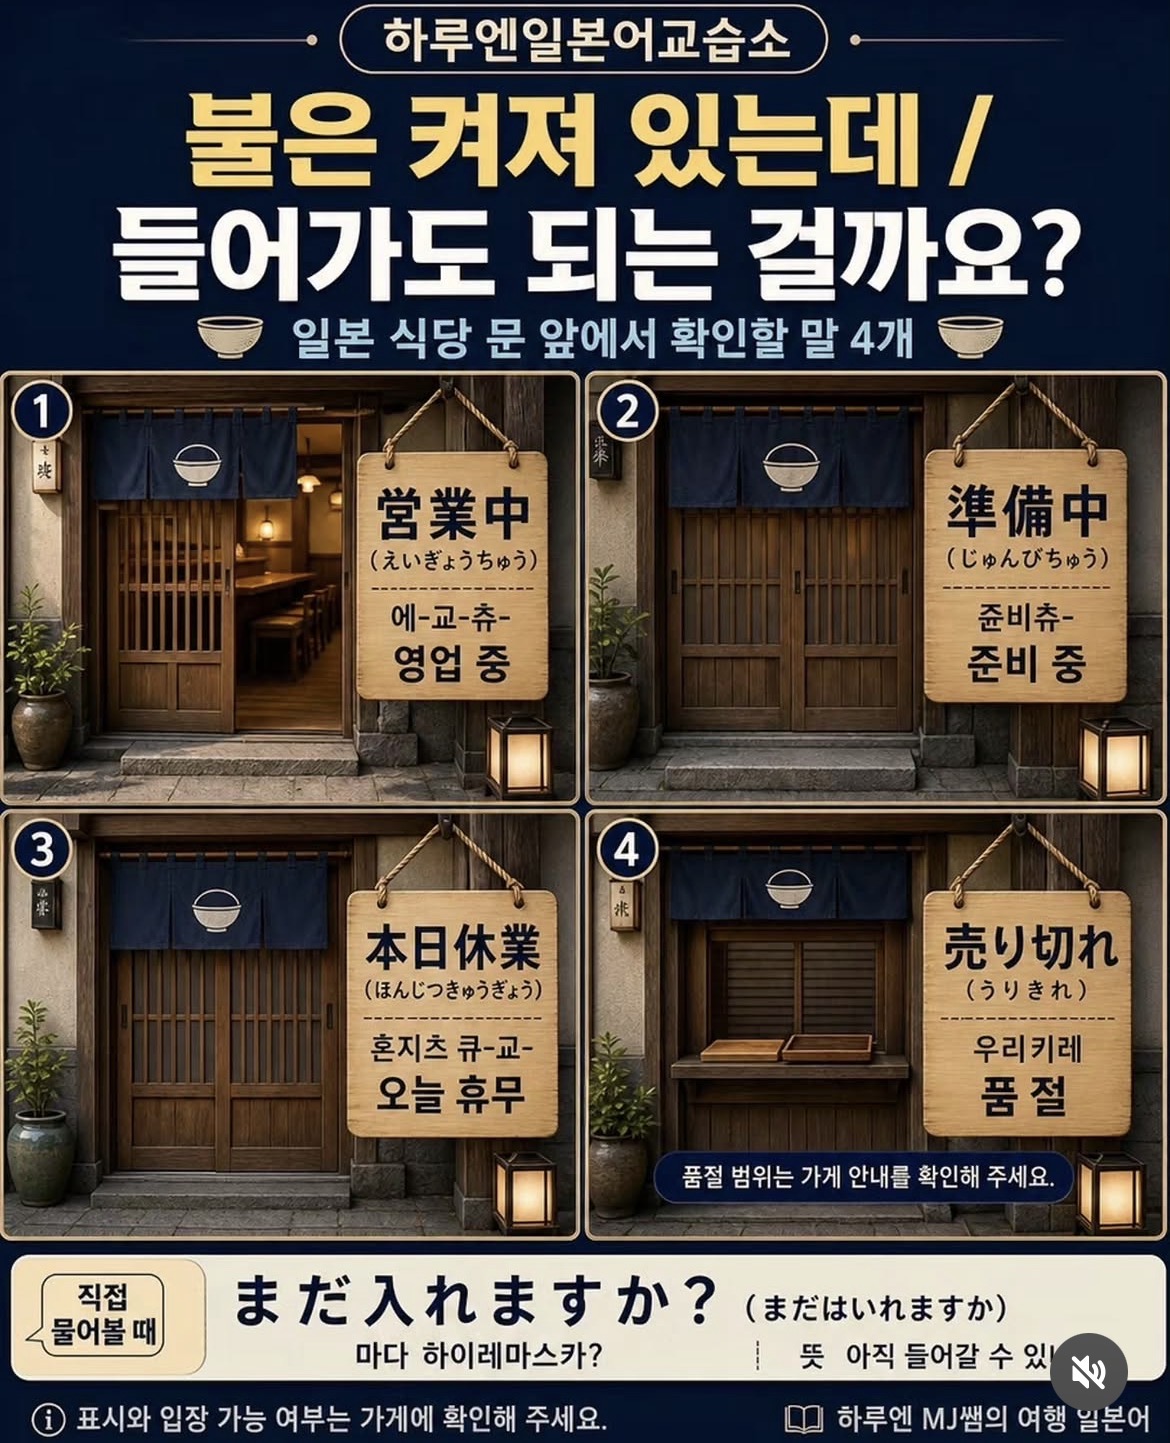 하루엔일본어교습소
불은 켜져 있는데 /
들어가도 되는 걸까요?
일본 식당 문 앞에서 확인할 말 4개
1
営業中
(えいぎょうちゅう)
에-교-츄-
영업 중
2
準備中
(じゅんびちゅう)
쥰비츄-
준비 중
3
本日休業
(ほんじつきゅうぎょう)
혼지츠 큐-교-
오늘 휴무
4
売り切れ
(うりきれ)
우리키레
품절
품절 범위는 가게 안내를 확인해 주세요.
직접
물어볼 때
まだ入れますか? (まだはいれますか)
마다 하이레마스카?
뜻 아직 들어갈 수
표시와 입장 가능 여부는 가게에 확인해 주세요.
하루엔 MJ쌤의 여행 일본어